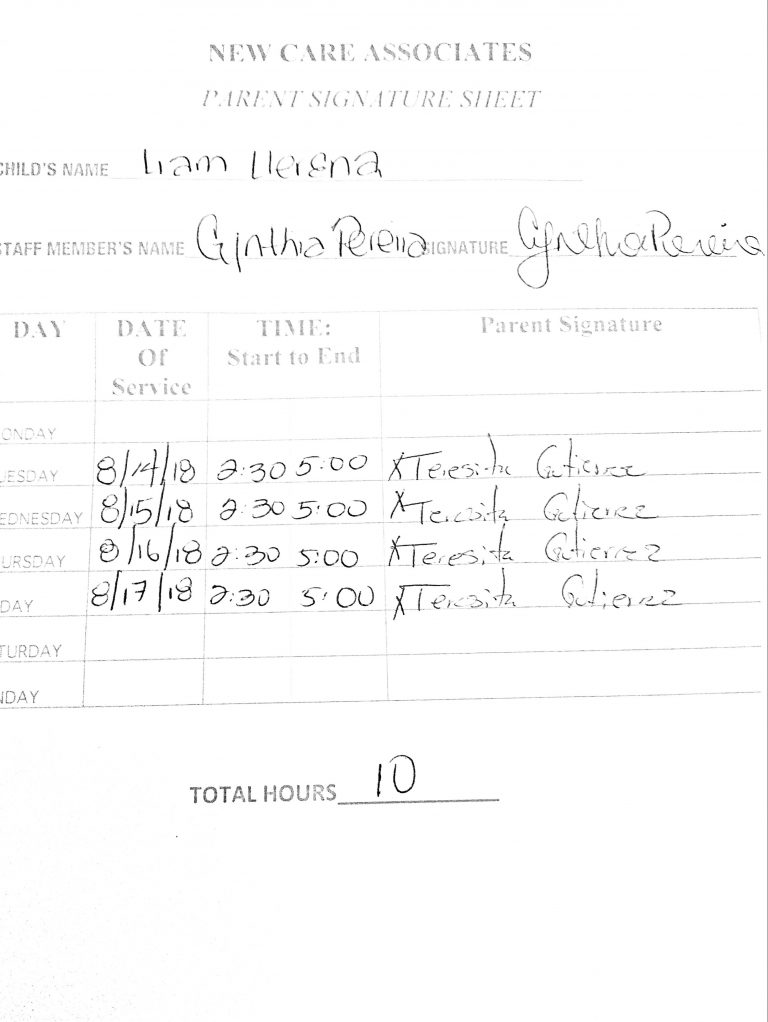 NEW CARE ASSOCIATES
PARENT SIGNATURE SHEET
CHILD'S NAME Liam Llerena
STAFF MEMBER'S NAME Cynthia Pereira SIGNATURE Cynthia Pereira
DAY DATE Of Service TIME: Start to End Parent Signature
ONDAY
UESDAY 8/14/18 2:30 5:00 X Teresita Gutierrez
EDNESDAY 8/15/18 2:30 5:00 X Teresita Gutierrez
URSDAY 8/16/18 2:30 5:00 X Teresita Gutierrez
DAY 8/17/18 2:30 5:00 X Teresita Gutierrez
TURDAY
NDAY
TOTAL HOURS 10